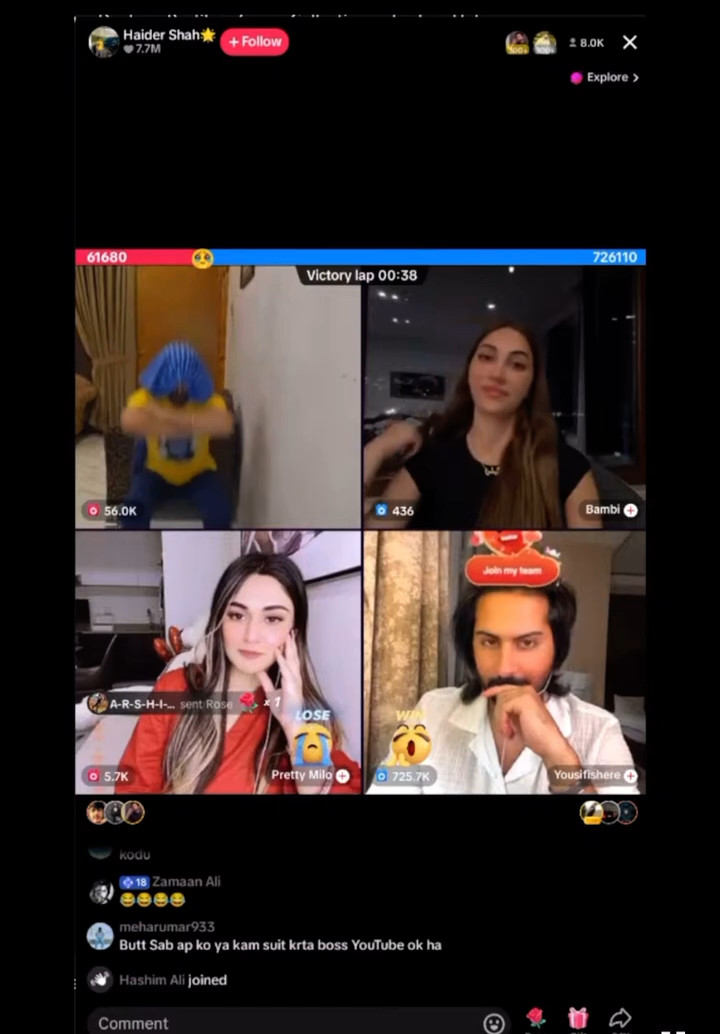 Haider Shah🌟
7.7M
+ Follow
8.0K
Explore >
61680
726110
Victory lap 00:38
56.0K
436
Bambi
Join my team
A-R-S-H-I-... sent Rose x 1
LOSE
WIN
5.7K
Pretty Milo
725.7K
Yousifishere
kodu
18 Zamaan Ali
😂😂😂😂
meharumar933
Butt Sab ap ko ya kam suit krta boss YouTube ok ha
Hashim Ali joined
Comment